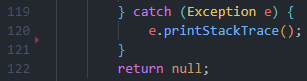 119 } catch (Exception e) {
120 e.printStackTrace();
121 }
122 return null;